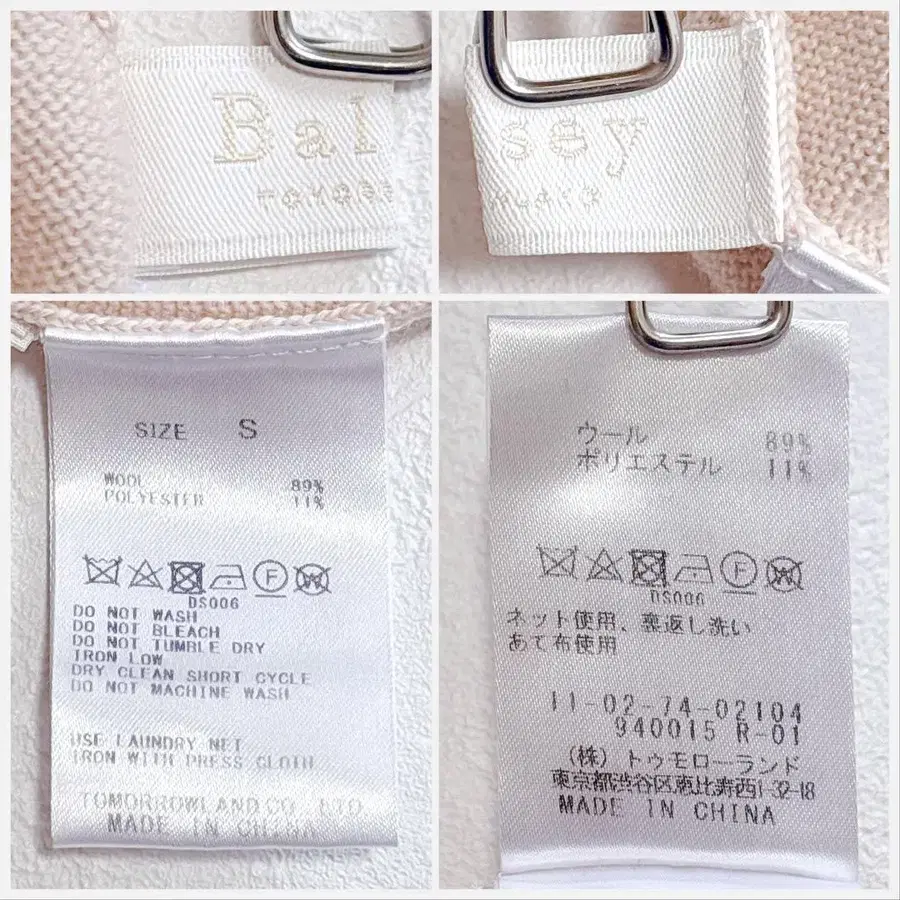 Bal
sey
SIZE S
WOOL 89%
POLYESTER 11%
DS006
DO NOT WASH
DO NOT BLEACH
DO NOT TUMBLE DRY
IRON LOW
DRY CLEAN SHORT CYCLE
DO NOT MACHINE WASH
USE LAUNDRY NET
IRON WITH PRESS CLOTH
TOMORROWLAND CO., LTD.
MADE IN CHINA
ウール 89%
ポリエステル 11%
DS006
ネット使用、裏返し洗い
あて布使用
11-02-74-02104
940015 R-01
(株) トゥモローランド
東京都渋谷区恵比寿西1-32-18
MADE IN CHINA